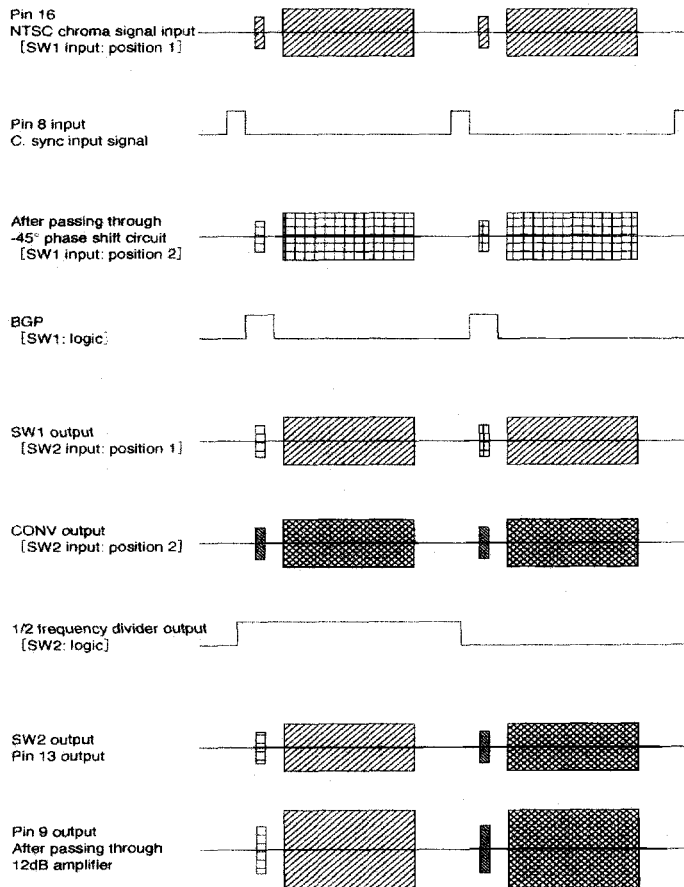 Pin 16
NTSC chroma signal input
[SW1 input: position 1]
Pin 8 input
C. sync input signal
After passing through
-45° phase shift circuit
[SW1 input: position 2]
BGP
[SW1: logic]
SW1 output
[SW2 input: position 1]
CONV output
[SW2 input: position 2]
1/2 frequency divider output
[SW2: logic]
SW2 output
Pin 13 output
Pin 9 output
After passing through
12dB amplifier